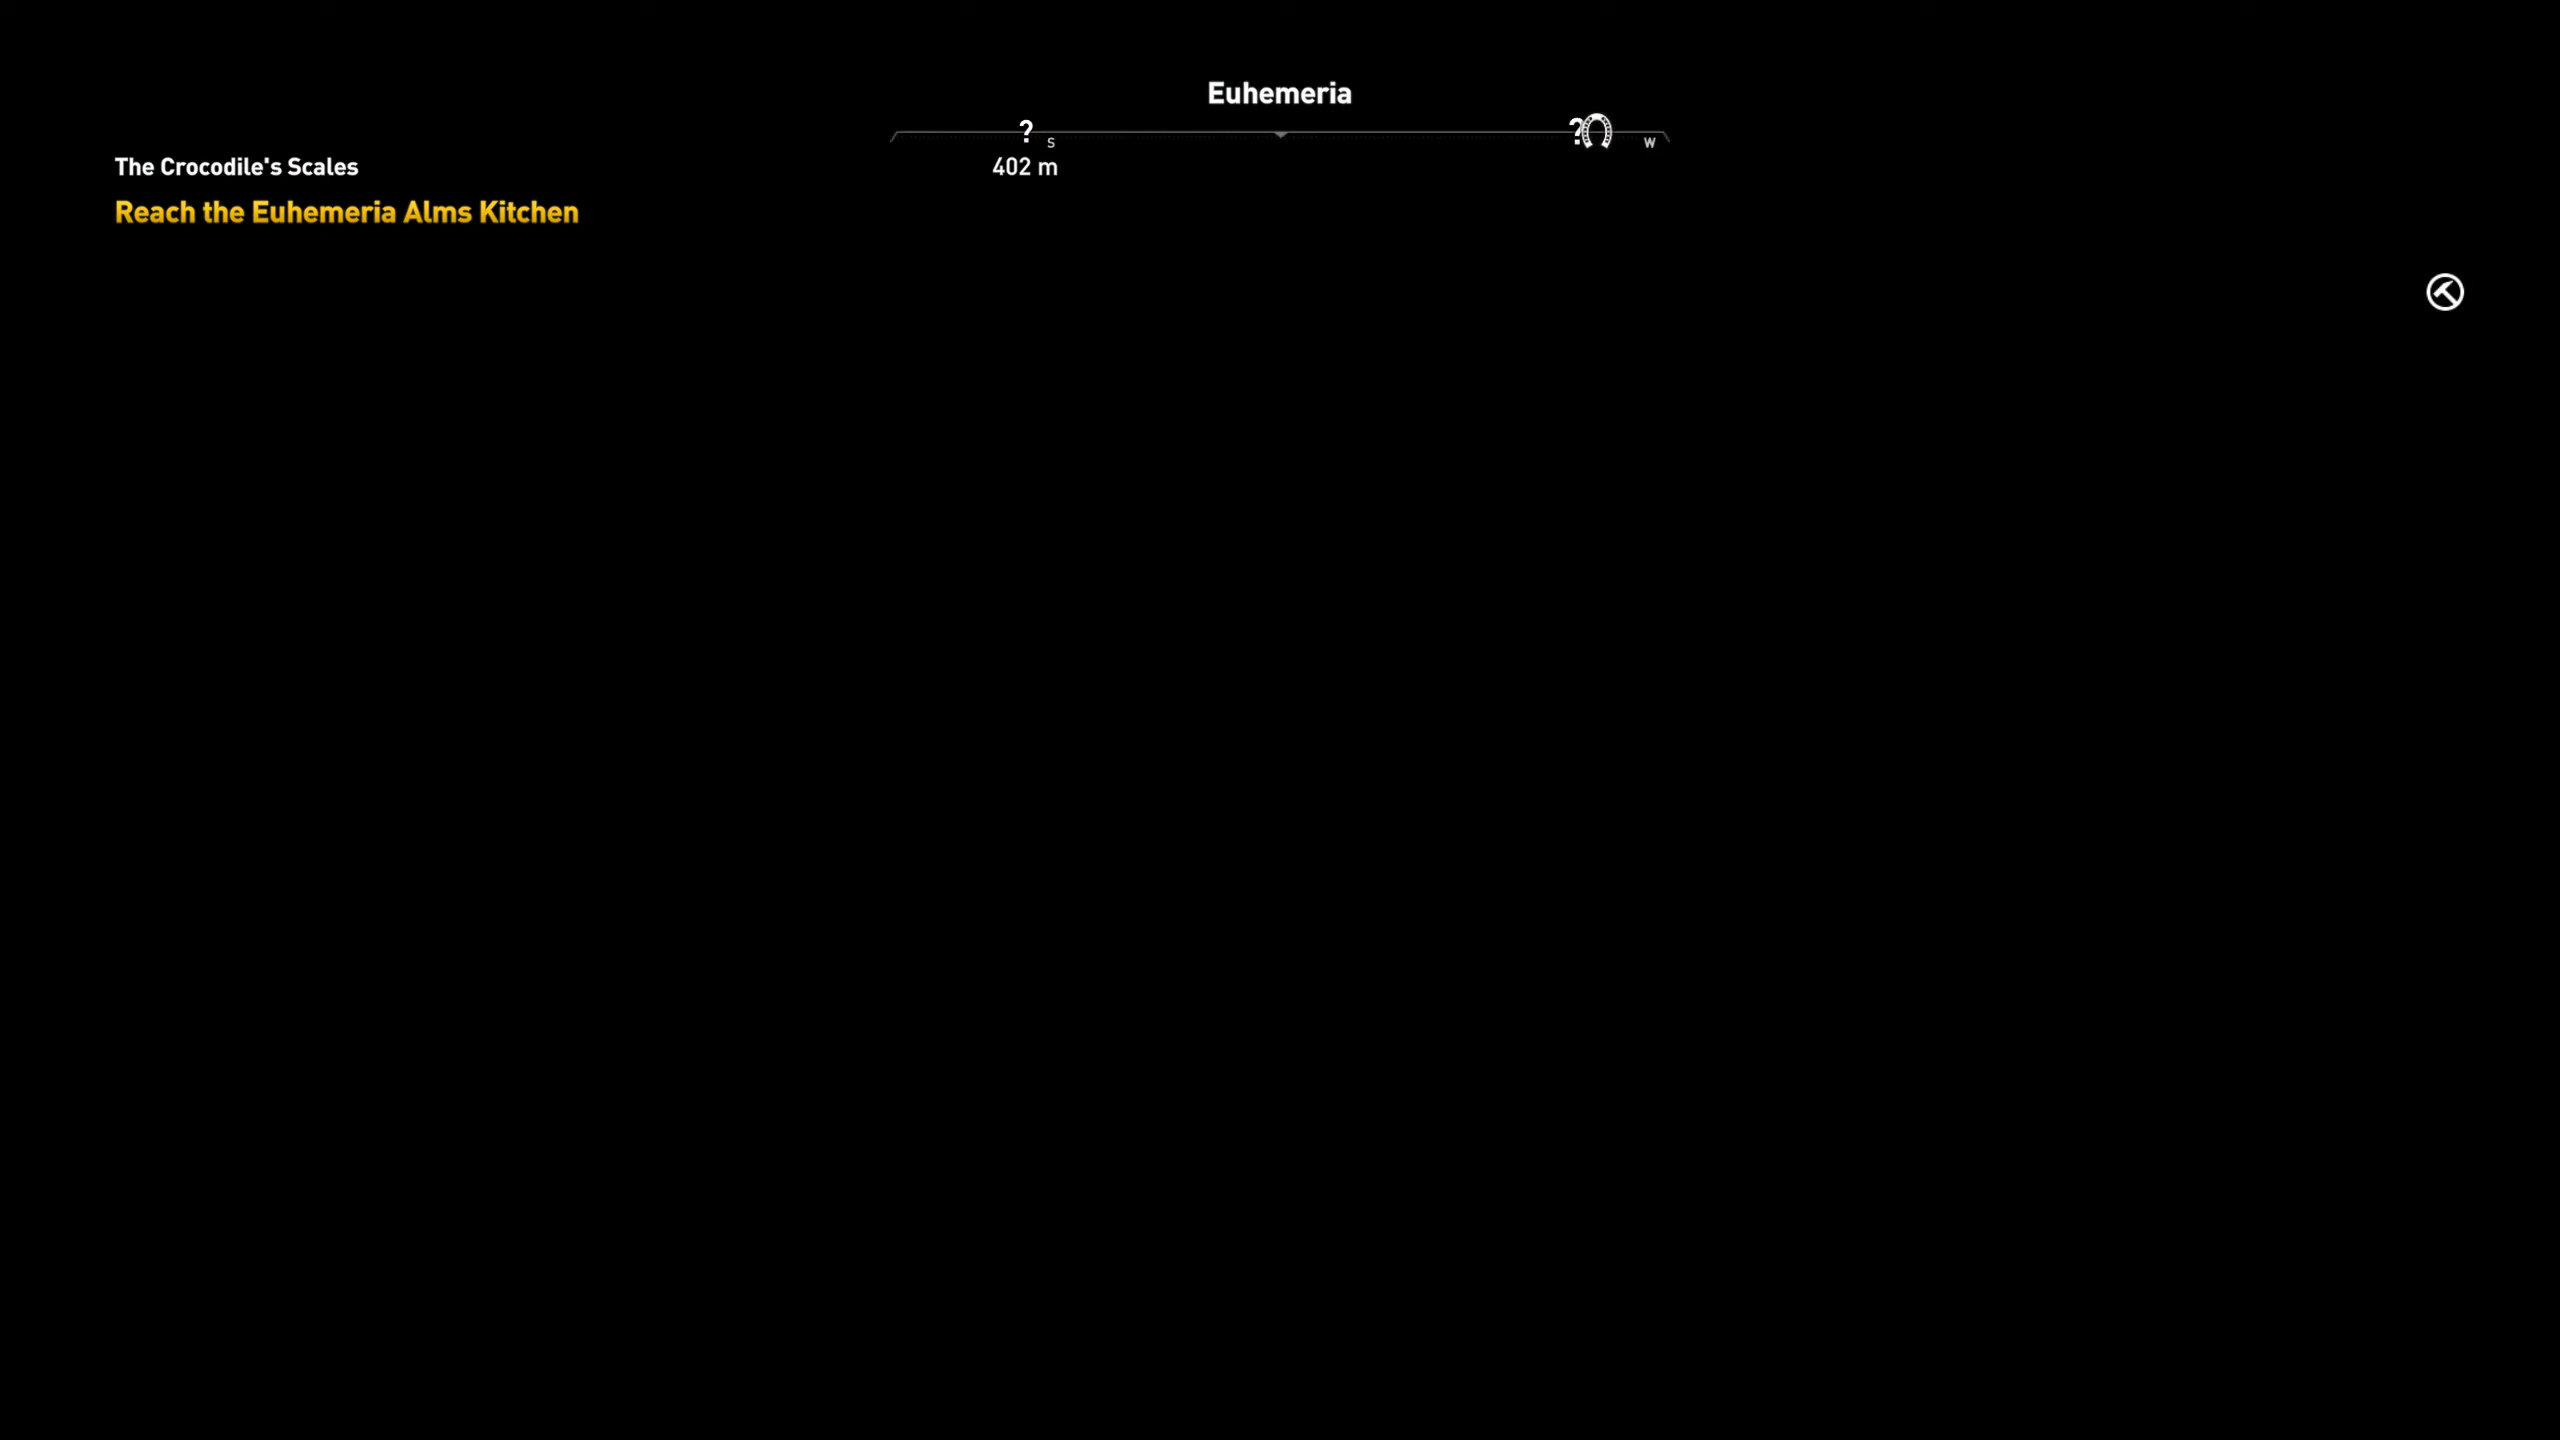 Euhemeria
? ?
S W
The Crocodile's Scales
402 m
Reach the Euhemeria Alms Kitchen